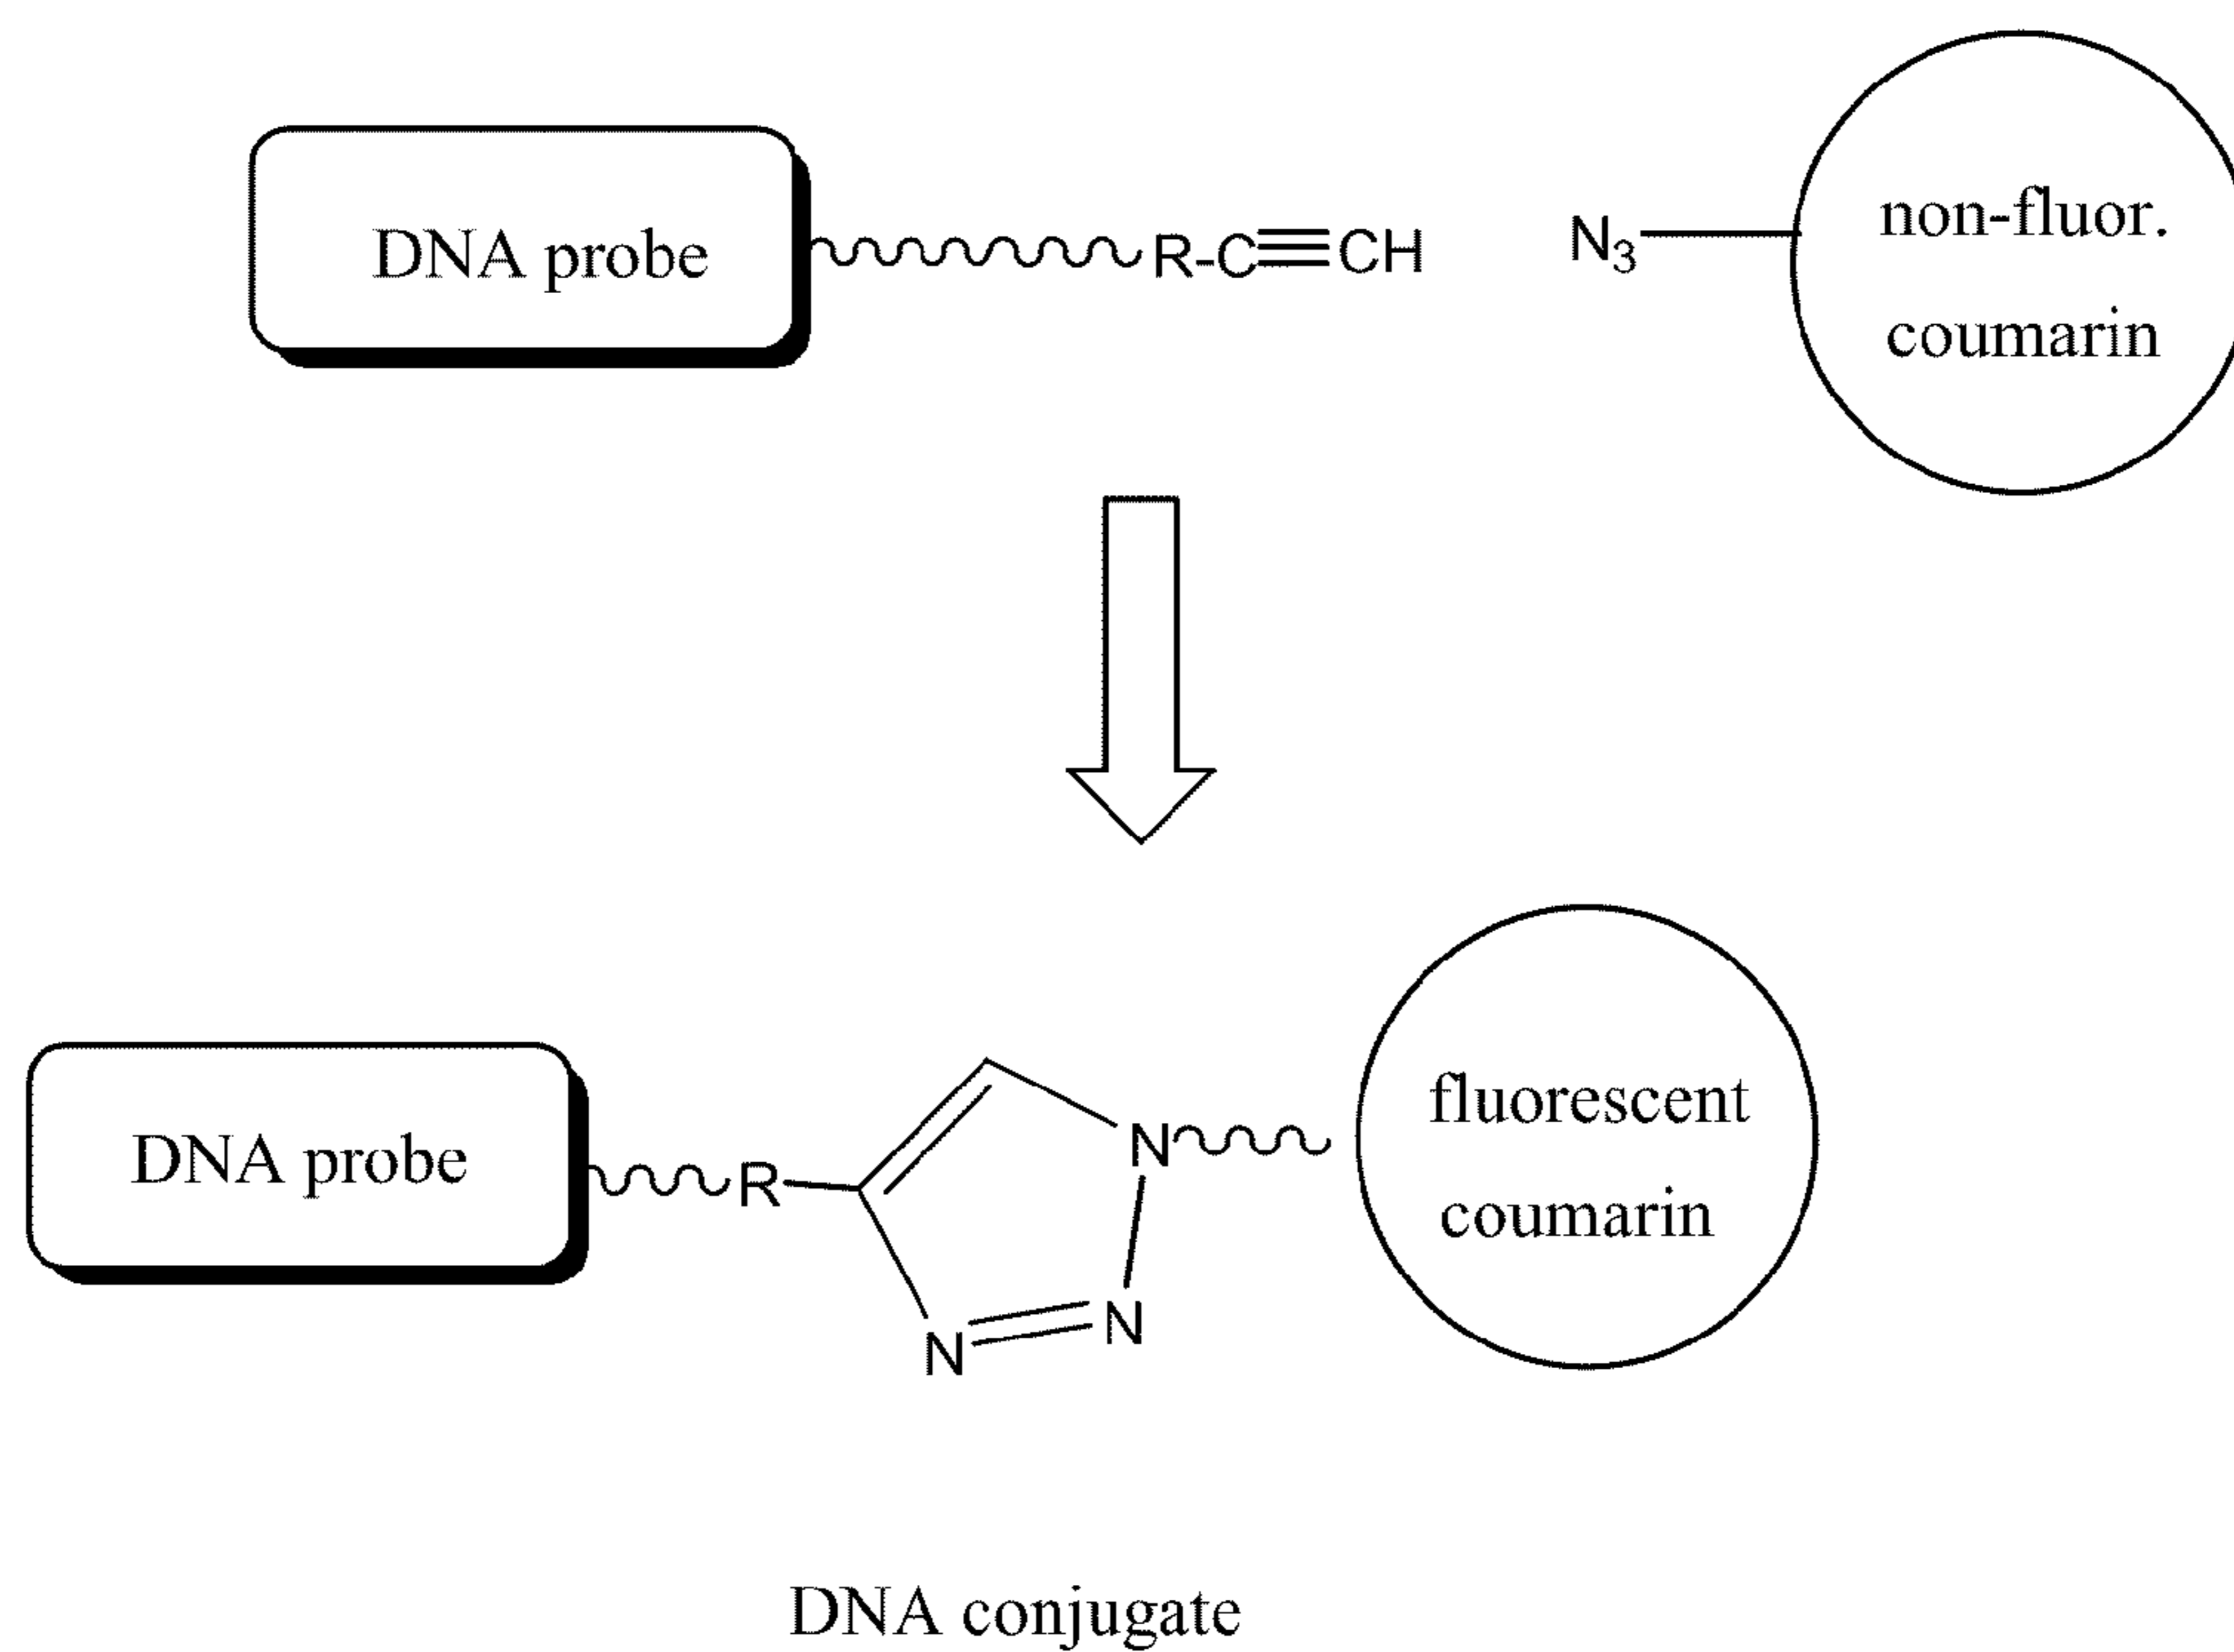 DNA probe R-C≡CH N₃ non-fluor.
coumarin
DNA probe R N fluorescent
coumarin
N N
DNA conjugate